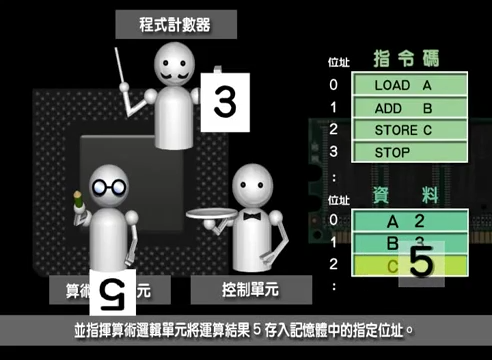 程式計數器
3
位址
指令碼
0 LOAD A
1 ADD B
2 STORE C
3 STOP
:
位址
資料
0 A 2
1 B 3
2 C 5
:
算術
元
5
控制單元
並指揮算術邏輯單元將運算結果5存入記憶體中的指定位址。